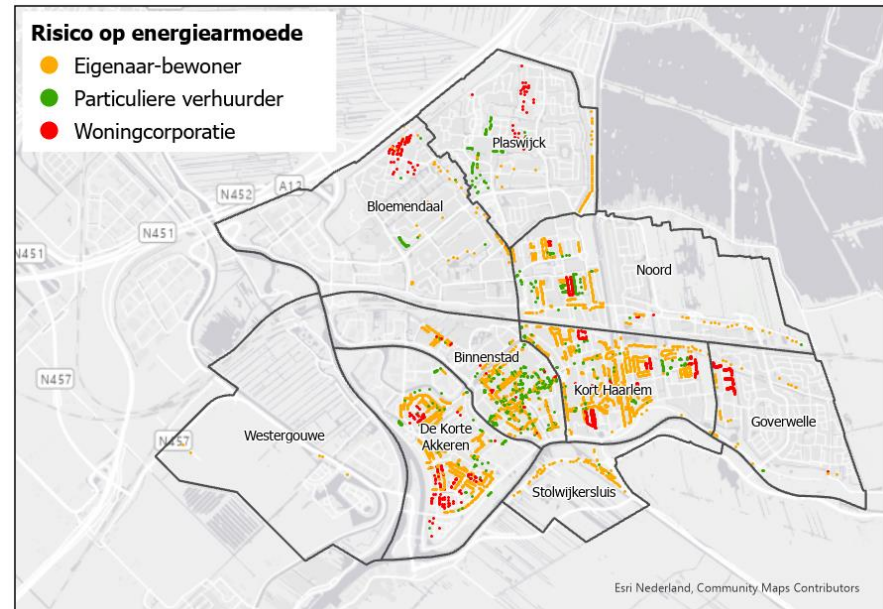 Risico op energiearmoede
Eigenaar-bewoner
Particuliere verhuurder
Woningcorporatie
Plaswijck
N452
A12
Bloemendaal
N451
N451
Noord
Binnenstad
N457
Kort Haarlem
Goverwelle
De Korte
Akkeren
Westergouwe
N457
Stolwijkersluis
Esri Nederland, Community Maps Contributors